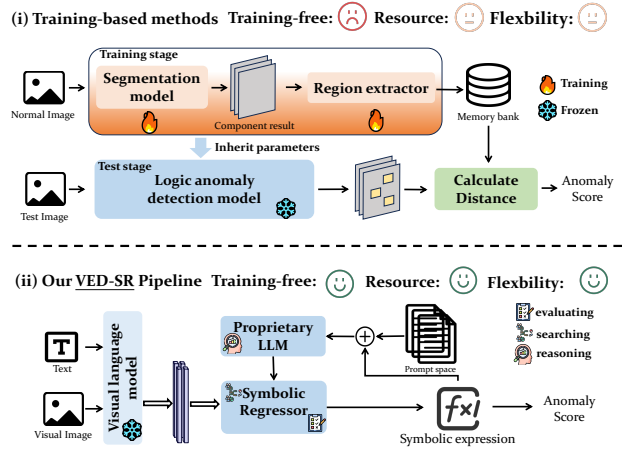 (i) Training-based methods Training-free: Resource: Flexbility:
Training stage
Segmentation
model
Region extractor
Normal Image
Component result
Memory bank
Training
Frozen
Inherit parameters
Test stage
Logic anomaly
detection model
Calculate
Distance
Anomaly
Score
Test Image
(ii) Our VED-SR Pipeline Training-free: Resource: Flexbility:
T
Text
Visual language
model
Proprietary
LLM
Prompt space
evaluating
searching
reasoning
Symbolic
Regressor
f(x)
Symbolic expression
Anomaly
Score
Visual Image